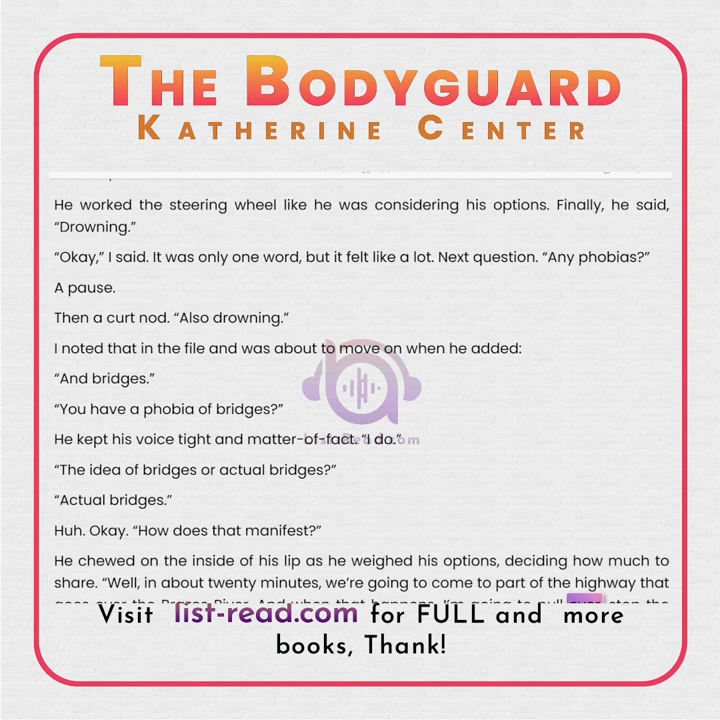 THE BODYGUARD
KATHERINE CENTER
He worked the steering wheel like he was considering his options. Finally, he said,
“Drowning.”
“Okay,” I said. It was only one word, but it felt like a lot. Next question. “Any phobias?”
A pause.
Then a curt nod. “Also drowning.”
I noted that in the file and was about to move on when he added:
“And bridges.”
“You have a phobia of bridges?”
He kept his voice tight and matter-of-fact. “I do.”
“The idea of bridges or actual bridges?”
“Actual bridges.”
Huh. Okay. “How does that manifest?”
He chewed on the inside of his lip as he weighed his options, deciding how much to
share. “Well, in about twenty minutes, we’re going to come to part of the highway that
Visit list-read.com for FULL and more
books, Thank!